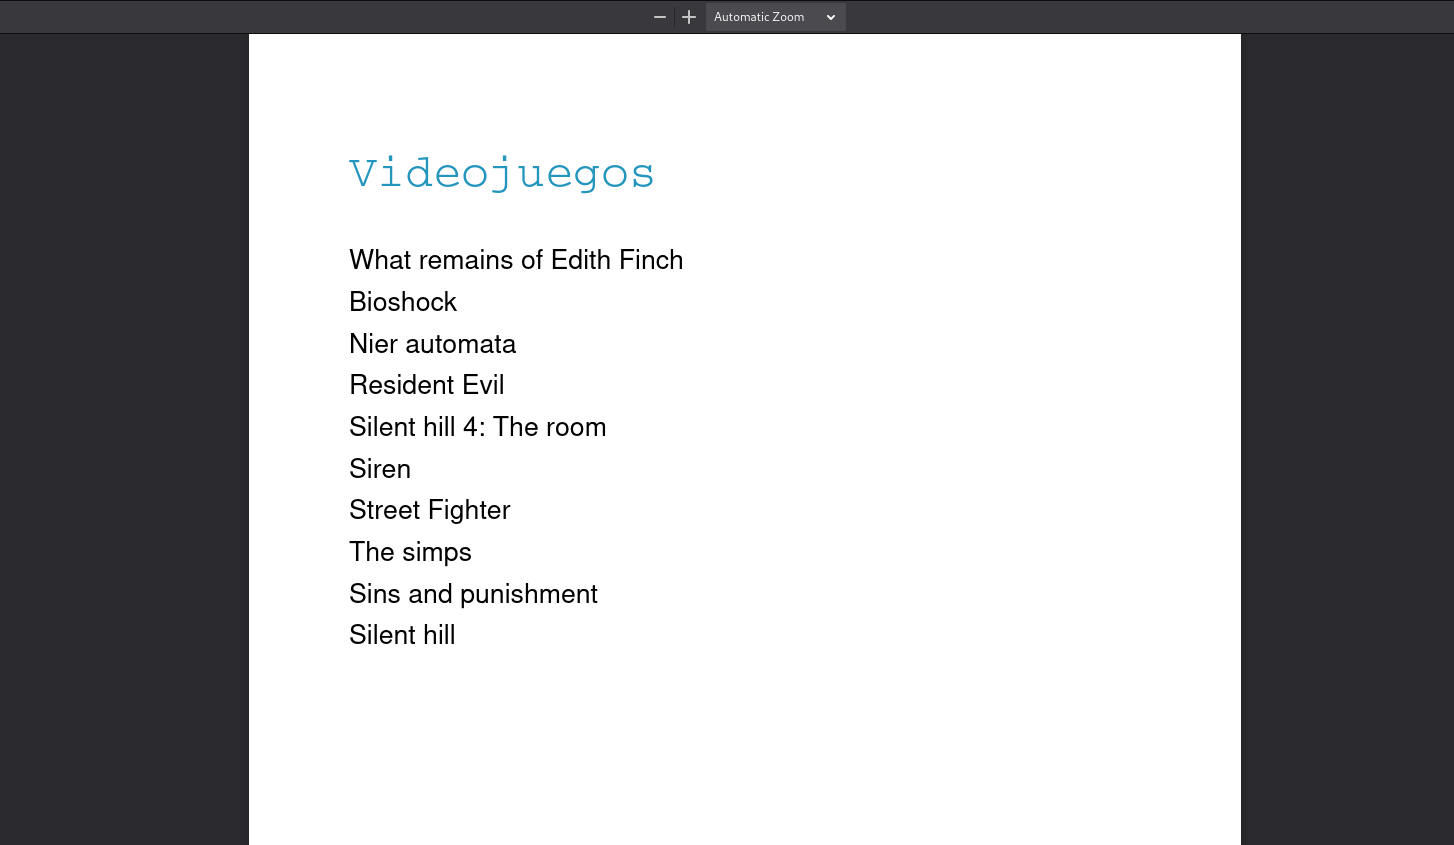 Automatic Zoom
Videojuegos
What remains of Edith Finch
Bioshock
Nier automata
Resident Evil
Silent hill 4: The room
Siren
Street Fighter
The simps
Sins and punishment
Silent hill